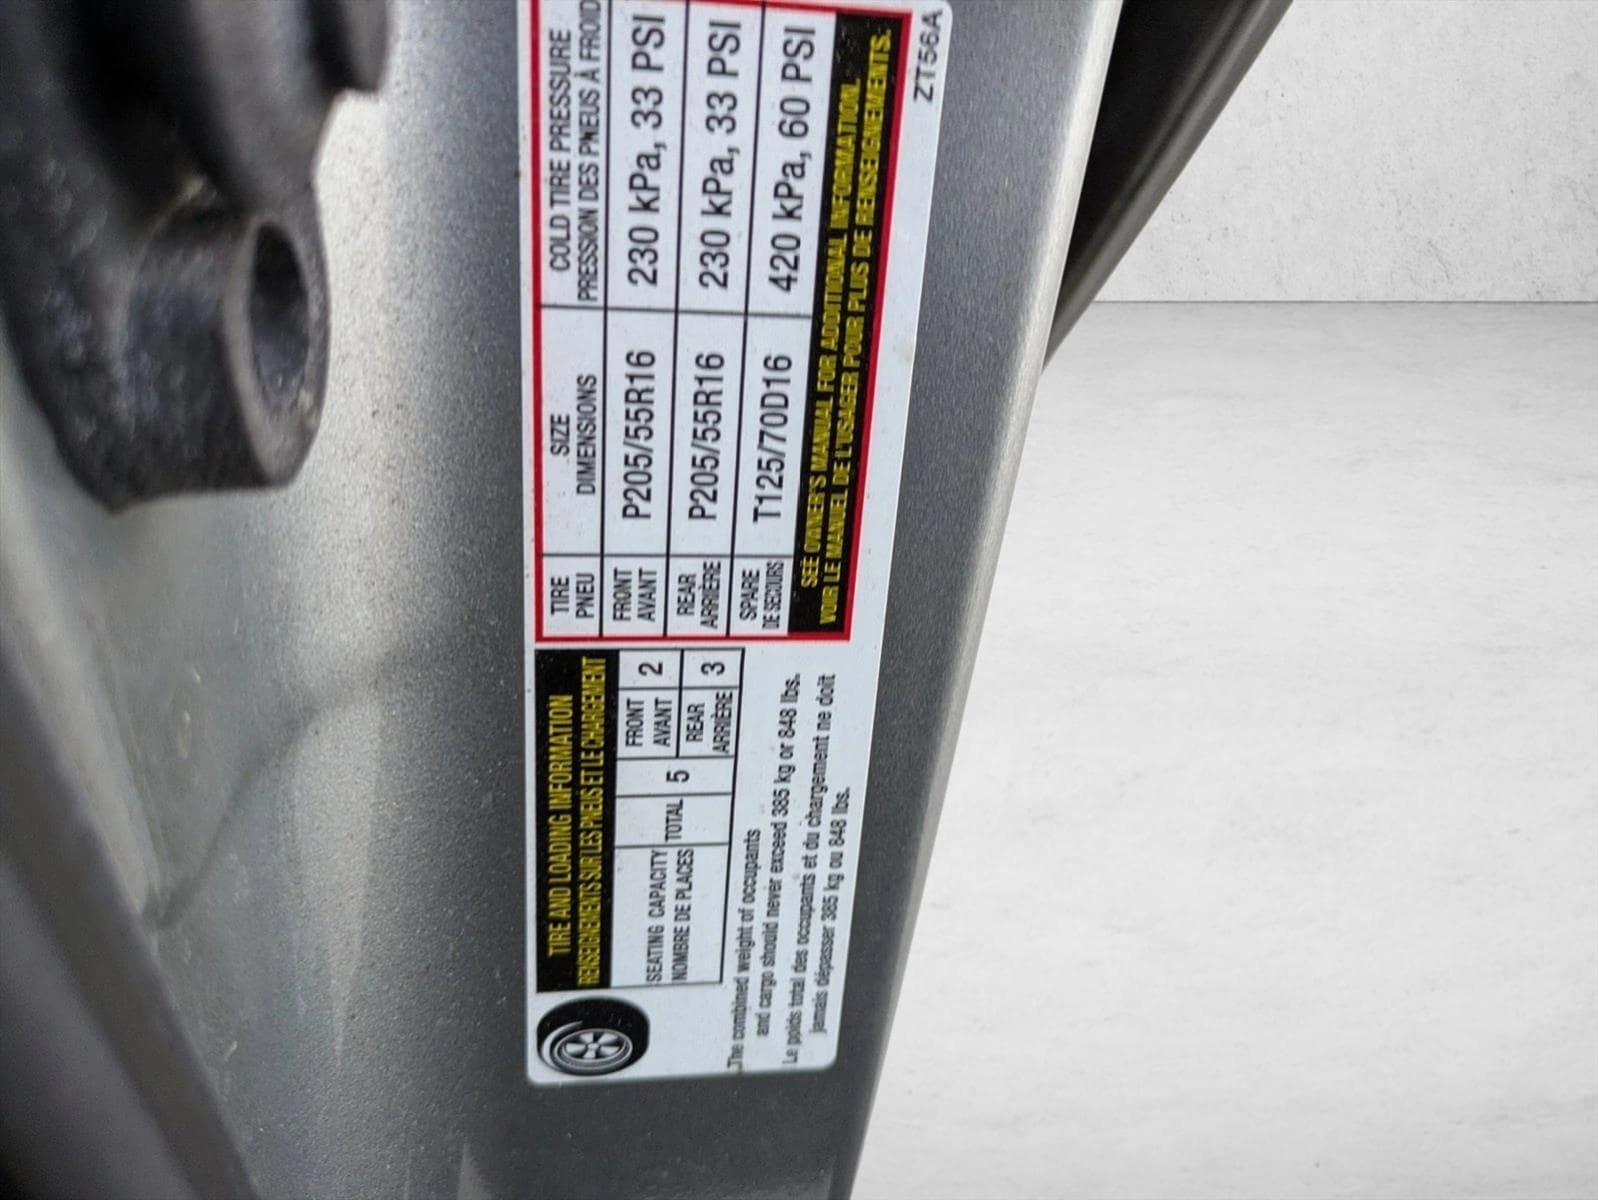 TIRE AND LOADING INFORMATION
RENSEIGNEMENTS SUR LES PNEUS ET LE CHARGEMENT
SEATING CAPACITY
NOMBRE DE PLACES
TOTAL 5
FRONT
AVANT
2
REAR
ARRIÈRE
3
The combined weight of occupants
and cargo should never exceed 385 kg or 848 lbs.
Le poids total des occupants et du chargement ne doit
jamais dépasser 385 kg ou 848 lbs.
TIRE
PNEU
SIZE
DIMENSIONS
COLD TIRE PRESSURE
PRESSION DES PNEUS À FROID
FRONT
AVANT
P205/55R16
230 kPa, 33 PSI
REAR
ARRIÈRE
P205/55R16
230 kPa, 33 PSI
SPARE
DE SECOURS
T125/70D16
420 kPa, 60 PSI
SEE OWNER'S MANUAL FOR ADDITIONAL INFORMATION.
VOIR LE MANUEL DE L'USAGER POUR PLUS DE RENSEIGNEMENTS.
ZT56A